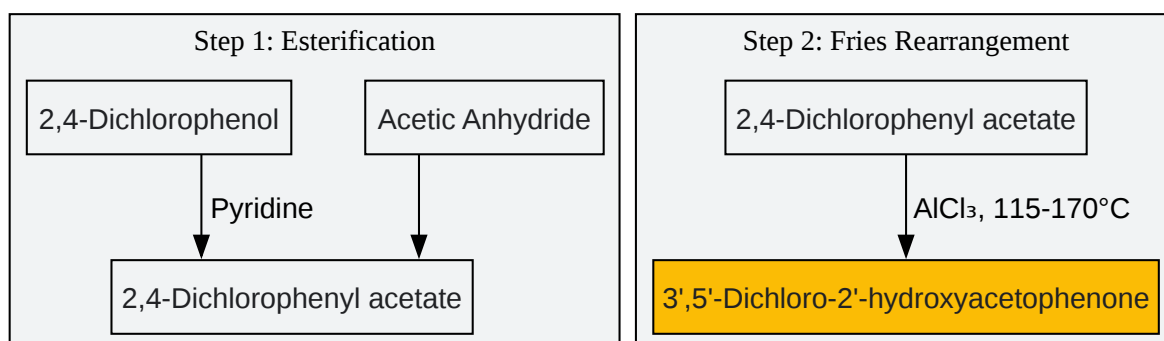 Step 1: Esterification
2,4-Dichlorophenol
Acetic Anhydride
Pyridine
2,4-Dichlorophenyl acetate
Step 2: Fries Rearrangement
2,4-Dichlorophenyl acetate
AlCl₃, 115-170°C
3',5'-Dichloro-2'-hydroxyacetophenone